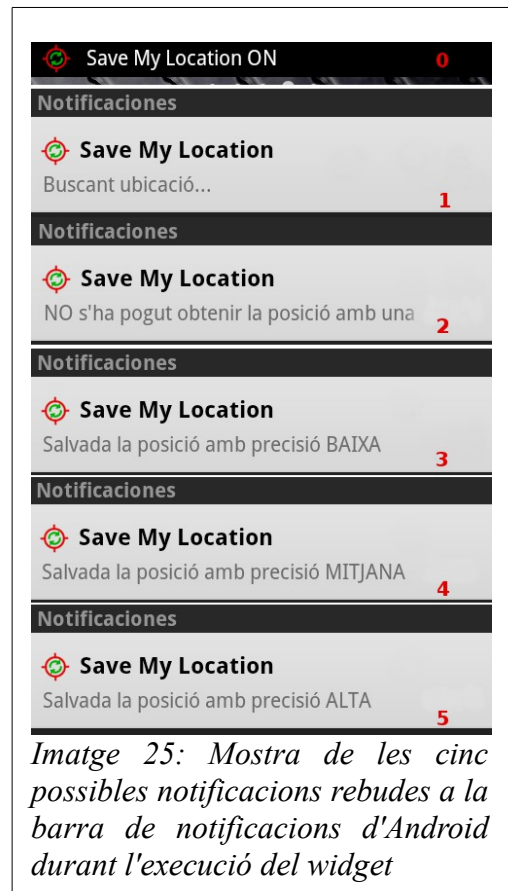 Save My Location ON 0
Notificaciones
Save My Location
Buscant ubicació...
1
Notificaciones
Save My Location
NO s'ha pogut obtenir la posició amb una
2
Notificaciones
Save My Location
Salvada la posició amb precisió BAIXA
3
Notificaciones
Save My Location
Salvada la posició amb precisió MITJANA
4
Notificaciones
Save My Location
Salvada la posició amb precisió ALTA
5
Imatge 25: Mostra de les cinc
possibles notificacions rebudes a la
barra de notificacions d'Android
durant l'execució del widget